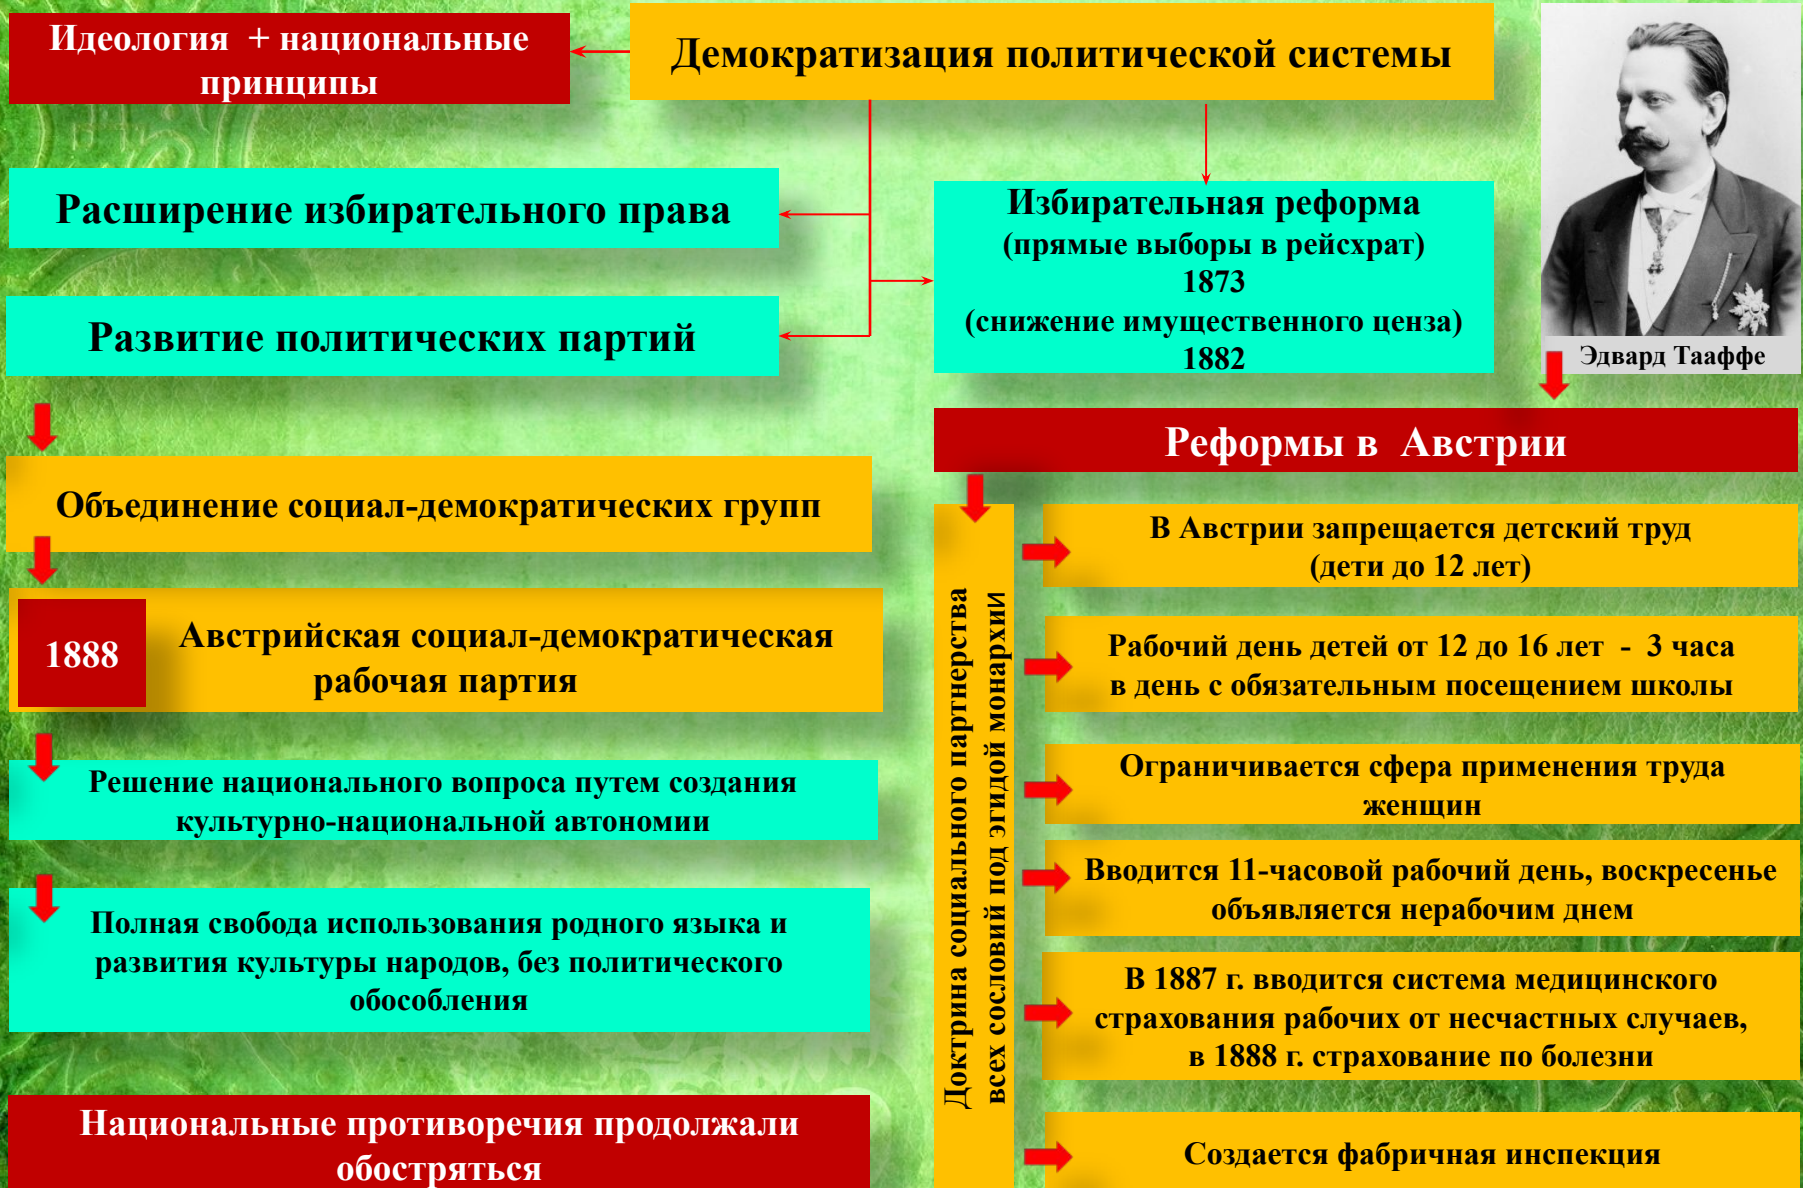 Идеология + национальные
принципы
Демократизация политической системы
Расширение избирательного права
Развитие политических партий
Избирательная реформа
(прямые выборы в рейсхрат)
1873
(снижение имущественного ценза)
1882
Эдвард Тааффе
Объединение социал-демократических групп
1888
Австрийская социал-демократическая
рабочая партия
Решение национального вопроса путем создания
культурно-национальной автономии
Полная свобода использования родного языка и
развития культуры народов, без политического
обособления
Национальные противоречия продолжали
обостряться
Реформы в Австрии
Доктрина социального партнерства
всех сословий под эгидой монархии
В Австрии запрещается детский труд
(дети до 12 лет)
Рабочий день детей от 12 до 16 лет - 3 часа
в день с обязательным посещением школы
Ограничивается сфера применения труда
женщин
Вводится 11-часовой рабочий день, воскресенье
объявляется нерабочим днем
В 1887 г. вводится система медицинского
страхования рабочих от несчастных случаев,
в 1888 г. страхование по болезни
Создается фабричная инспекция